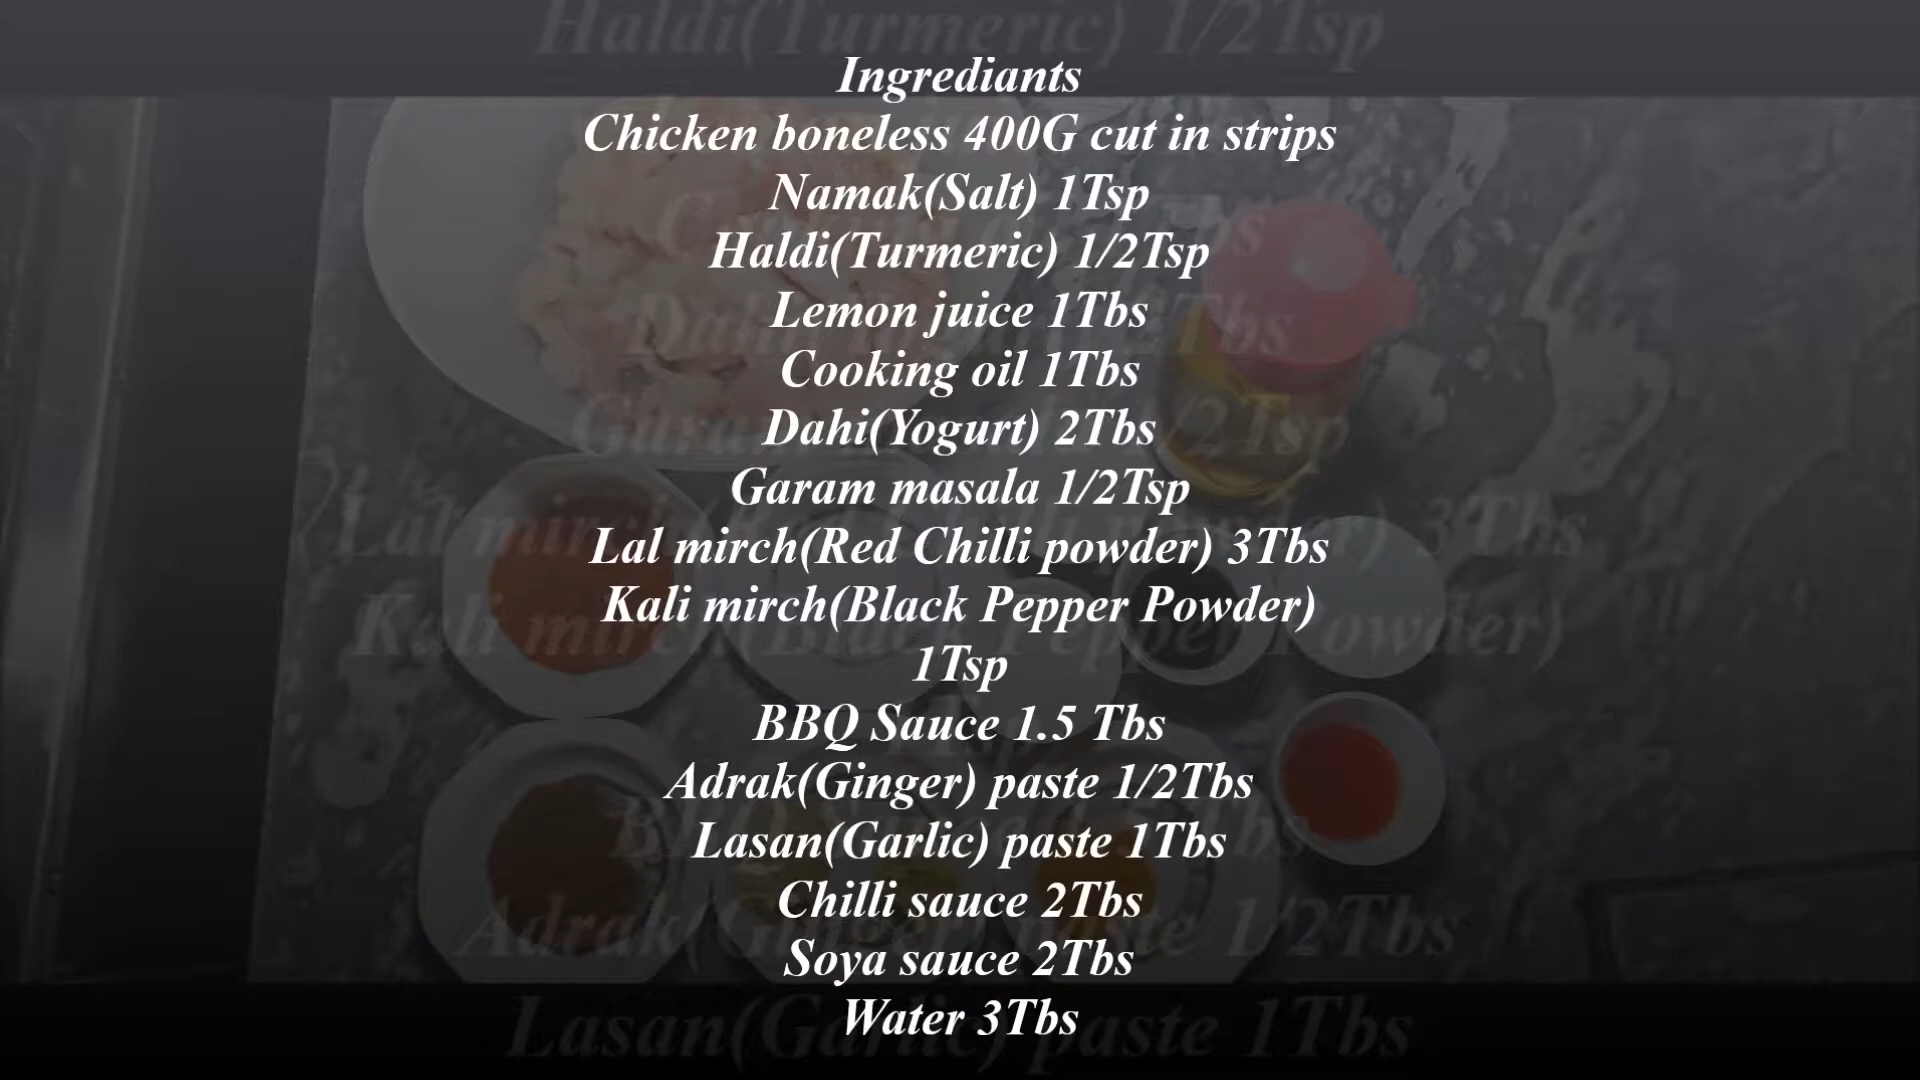 Ingrediants
Chicken boneless 400G cut in strips
Namak(Salt) 1Tsp
Haldi(Turmeric) 1/2Tsp
Lemon juice 1Tbs
Cooking oil 1Tbs
Dahi(Yogurt) 2Tbs
Garam masala 1/2Tsp
Lal mirch(Red Chilli powder) 3Tbs
Kali mirch(Black Pepper Powder)
1Tsp
BBQ Sauce 1.5 Tbs
Adrak(Ginger) paste 1/2Tbs
Lasan(Garlic) paste 1Tbs
Chilli sauce 2Tbs
Soya sauce 2Tbs
Water 3Tbs